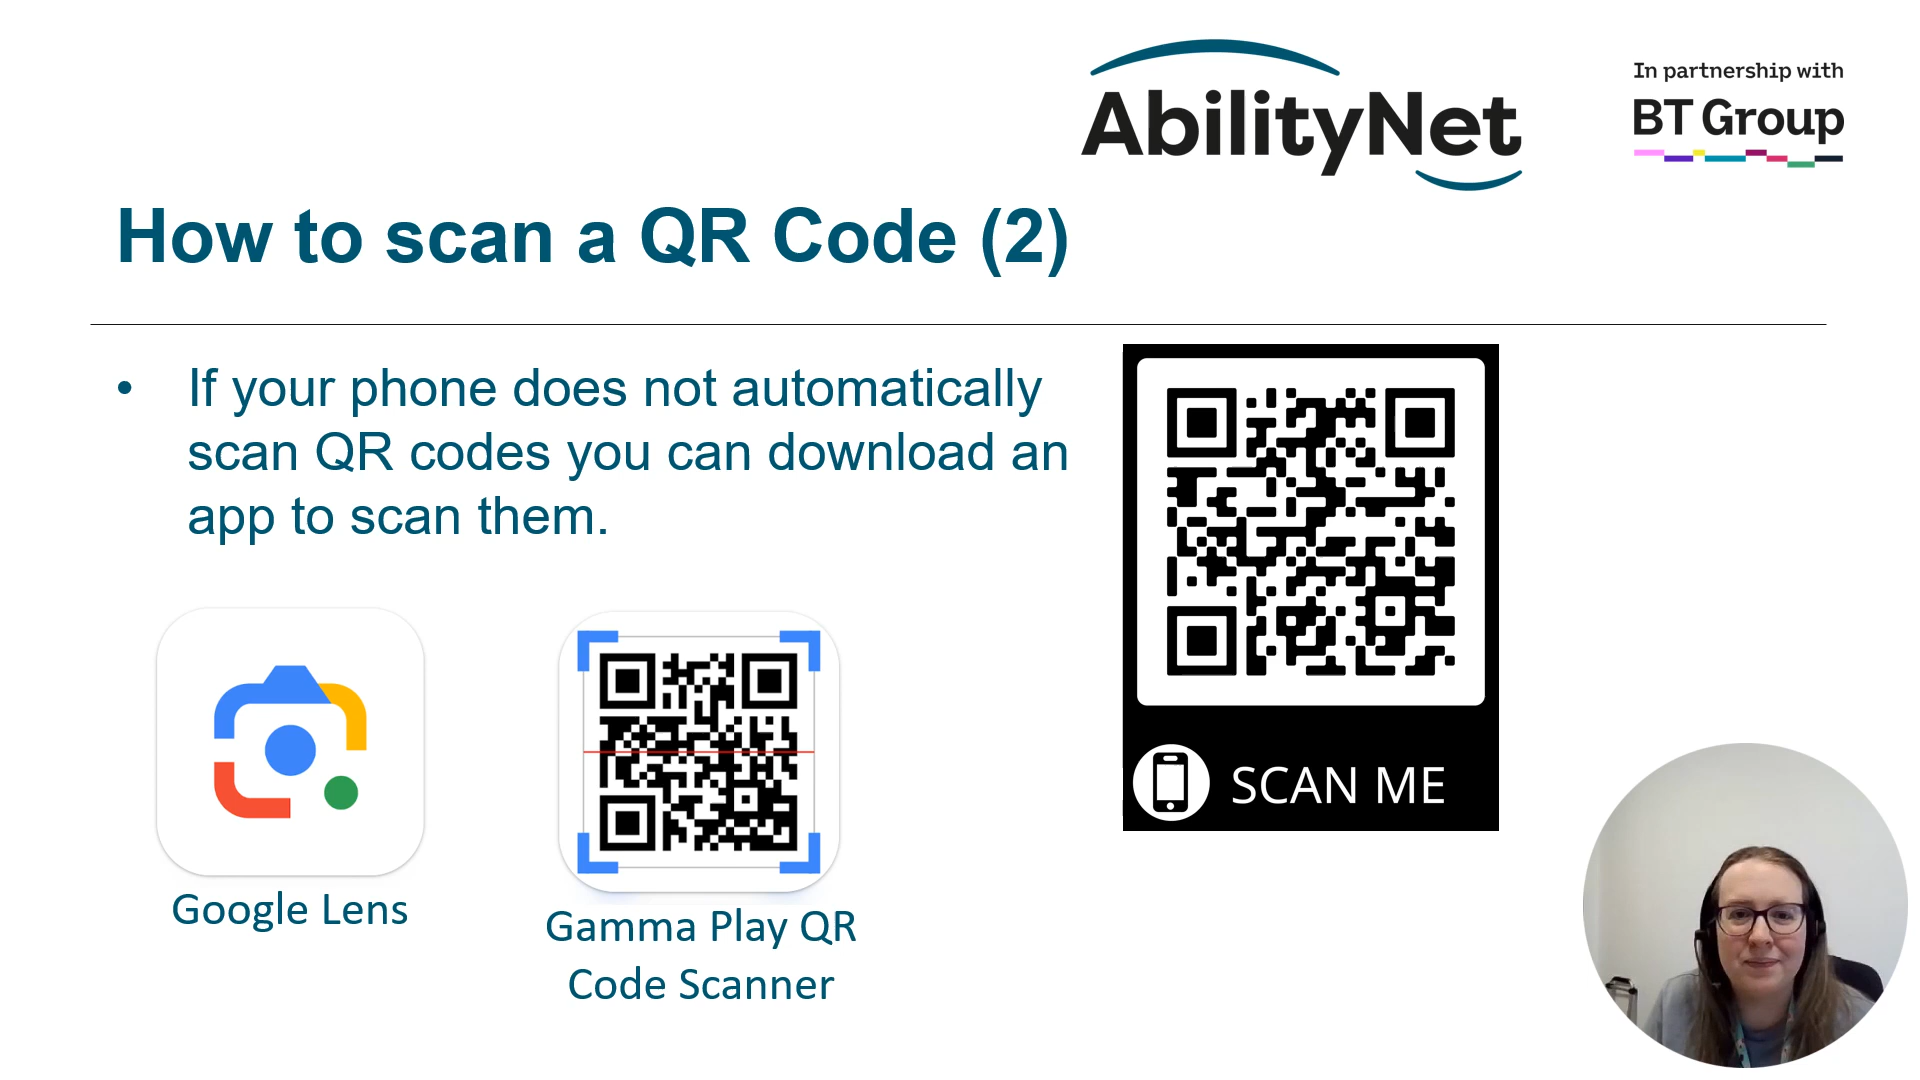 AbilityNet
In partnership with
BT Group
How to scan a QR Code (2)
• If your phone does not automatically
scan QR codes you can download an
app to scan them.
SCAN ME
Google Lens
Gamma Play QR
Code Scanner